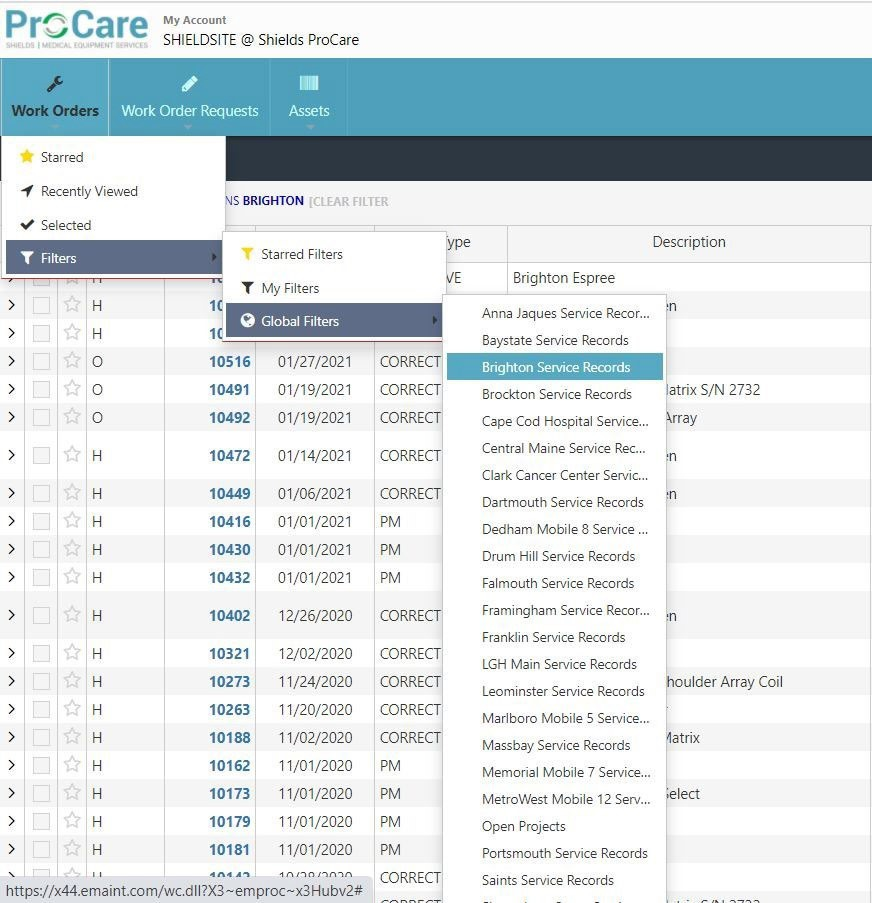 ProCare
SHIELDS | MEDICAL EQUIPMENT SERVICES
My Account
SHIELDSITE @ Shields ProCare
Work Orders
Work Order Requests
Assets
Starred
Recently Viewed
Selected
Filters
NS BRIGHTON [CLEAR FILTER
Starred Filters
My Filters
Global Filters
ype Description
VE Brighton Espree
Anna Jaques Service Recor...
Baystate Service Records
Brighton Service Records
Brockton Service Records
Cape Cod Hospital Service...
Central Maine Service Rec...
Clark Cancer Center Servic...
Dartmouth Service Records
Dedham Mobile 8 Service ...
Drum Hill Service Records
Falmouth Service Records
Framingham Service Recor...
Franklin Service Records
LGH Main Service Records
Leominster Service Records
Marlboro Mobile 5 Service...
Massbay Service Records
Memorial Mobile 7 Service...
MetroWest Mobile 12 Serv...
Open Projects
Portsmouth Service Records
Saints Service Records
H
H 10 en
H 10
O 10516 01/27/2021 CORRECT
O 10491 01/19/2021 CORRECT latrix S/N 2732
O 10492 01/19/2021 CORRECT Array
H 10472 01/14/2021 CORRECT en
H 10449 01/06/2021 CORRECT en
H 10416 01/01/2021 PM
H 10430 01/01/2021 PM
H 10432 01/01/2021 PM
H 10402 12/26/2020 CORRECT en
H 10321 12/02/2020 CORRECT
H 10273 11/24/2020 CORRECT houlder Array Coil
H 10263 11/20/2020 CORRECT
H 10188 11/02/2020 CORRECT Matrix
H 10162 11/01/2020 PM
H 10173 11/01/2020 PM Select
H 10179 11/01/2020 PM
H 10181 11/01/2020 PM
https://x44.emaint.com/wc.dll?X3~emproc~x3Hubv2#